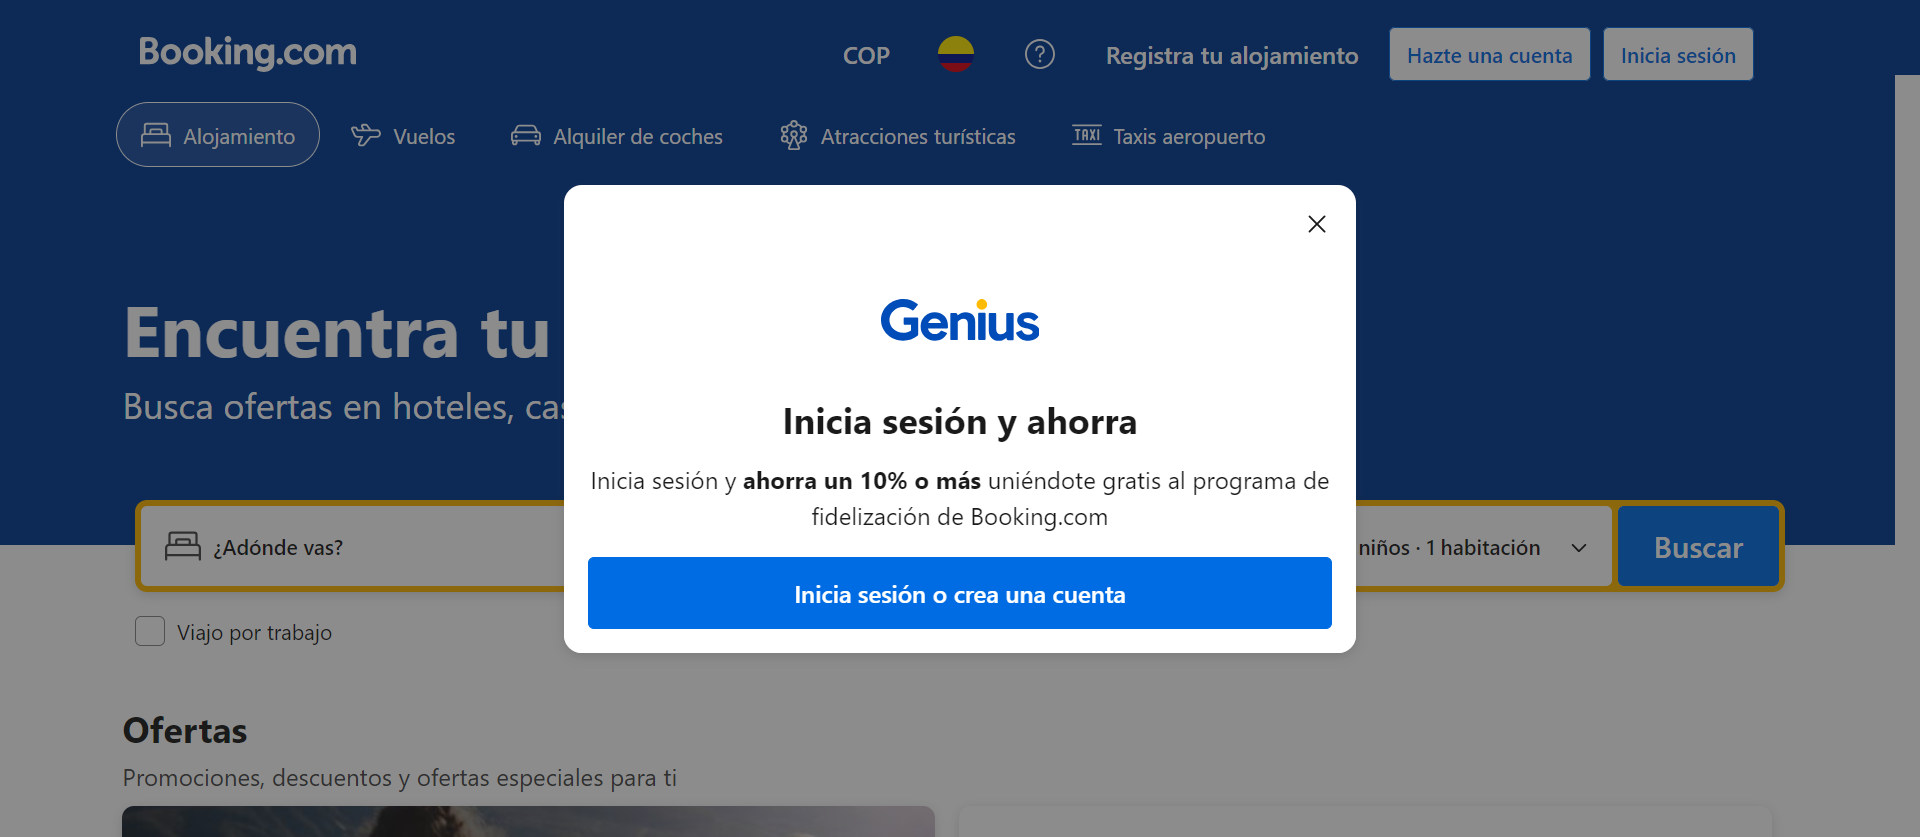 Booking.com
COP
Registra tu alojamiento
Hazte una cuenta
Inicia sesión
Alojamiento
Vuelos
Alquiler de coches
Atracciones turísticas
TAXI Taxis aeropuerto
Encuentra tu
Busca ofertas en hoteles,
Genius
Inicia sesión y ahorra
Inicia sesión y ahorra un 10% o más uniéndote gratis al programa de
fidelización de Booking.com
Inicia sesión o crea una cuenta
¿Adónde vas?
niños · 1 habitación
Buscar
Viajo por trabajo
Ofertas
Promociones, descuentos y ofertas especiales para ti